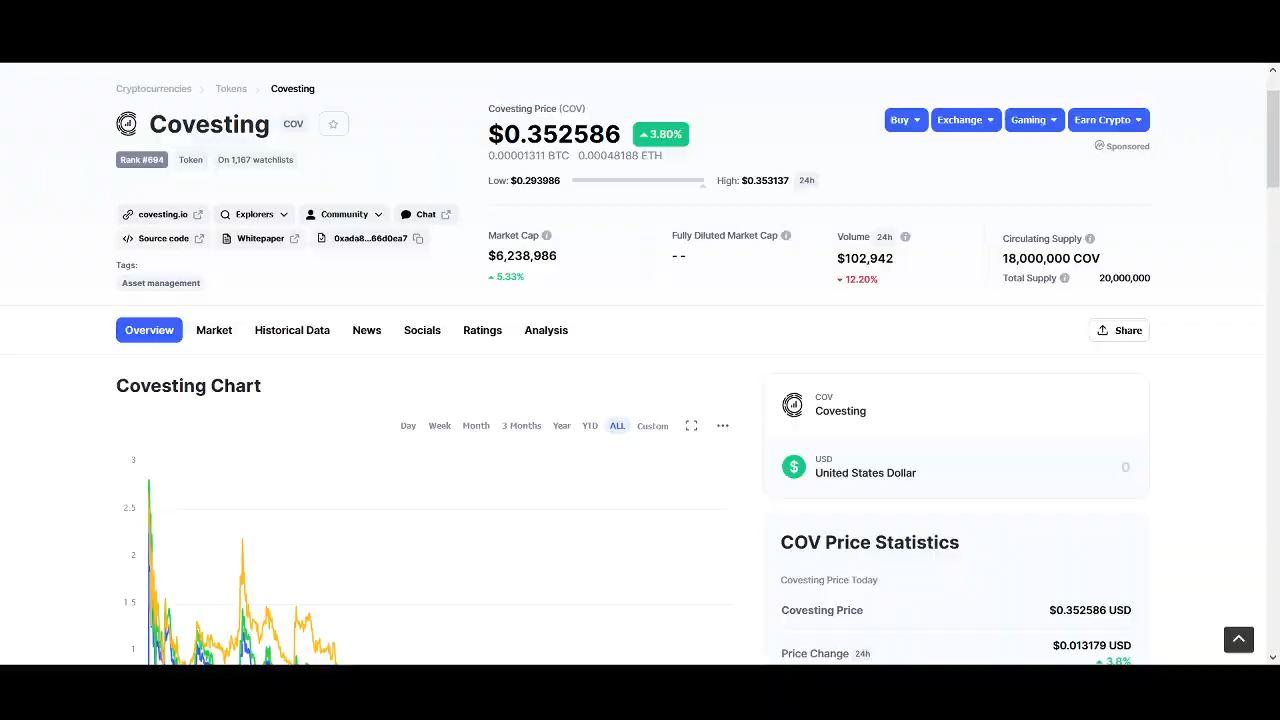 Cryptocurrencies Tokens Covesting
Covesting COV
Rank #694 Token On 1,167 watchlists
covesting.io Explorers Community Chat
Source code Whitepaper 0xada8...66d0ea7
Tags:
Asset management
Covesting Price (COV)
$0.352586 3.80%
0.00001311 BTC 0.00048188 ETH
Low: $0.293986 High: $0.353137 24h
Buy Exchange Gaming Earn Crypto
Sponsored
Market Cap
$6,238,986
5.33%
Fully Diluted Market Cap
- -
Volume 24h
$102,942
12.20%
Circulating Supply
18,000,000 COV
Total Supply 20,000,000
Overview Market Historical Data News Socials Ratings Analysis Share
Covesting Chart
Day Week Month 3 Months Year YTD ALL Custom
3
2.5
2
1.5
1
COV
Covesting
USD
United States Dollar 0
COV Price Statistics
Covesting Price Today
Covesting Price $0.352586 USD
Price Change 24h $0.013179 USD
3.8%